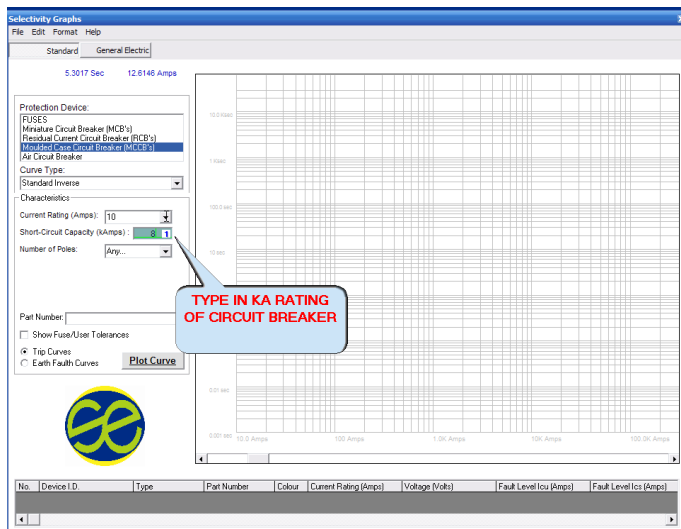 Selectivity Graphs
File Edit Format Help
Standard General Electric
5.3017 Sec 12.6146 Amps
Protection Device:
FUSES
Miniature Circuit Breaker (MCB's)
Residual Current Circuit Breaker (RCB's)
Moulded Case Circuit Breaker (MCCB's)
Air Circuit Breaker
Curve Type:
Standard Inverse
Characteristics
Current Rating (Amps): 10
Short-Circuit Capacity (kAmps) : 8 1
Number of Poles: Any...
TYPE IN KA RATING
OF CIRCUIT BREAKER
Part Number:
Show Fuse/User Tolerances
Trip Curves
Earth Faulth Curves
Plot Curve
se
10.0 Ksec
1 Ksec
100.0 sec
10 sec
0.01 sec
0.001 sec
10.0 Amps 100 Amps 1.0K Amps 10K Amps 100.0K Amps
No. Device I.D. Type Part Number Colour Current Rating (Amps) Voltage (Volts) Fault Level Icu (Amps) Fault Level Ics (Amps)